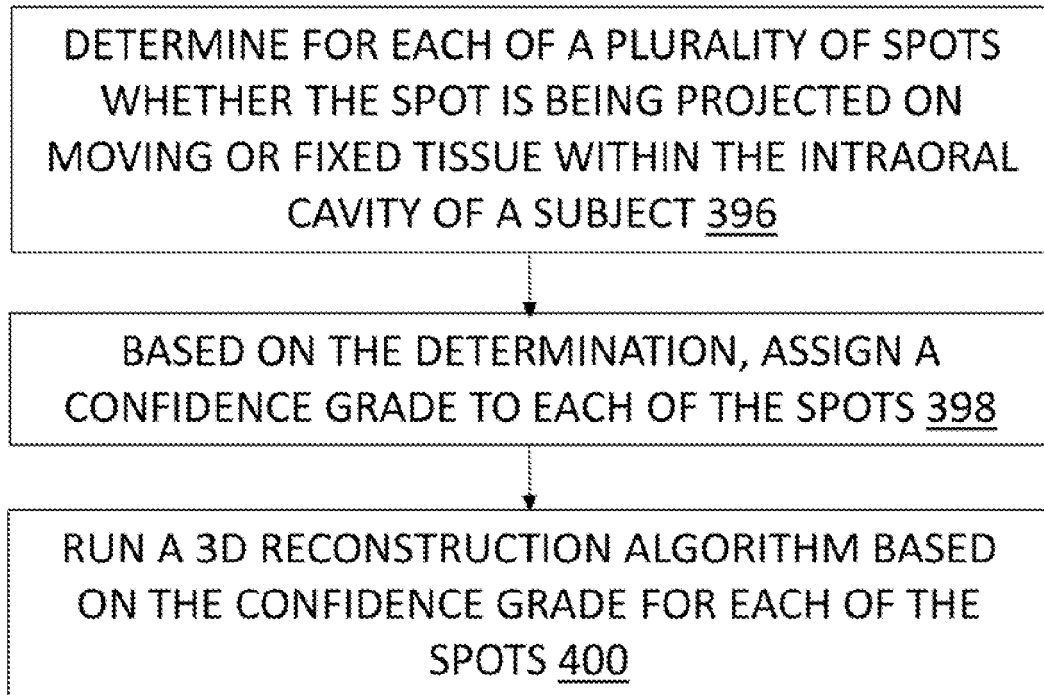 DETERMINE FOR EACH OF A PLURALITY OF SPOTS
WHETHER THE SPOT IS BEING PROJECTED ON
MOVING OR FIXED TISSUE WITHIN THE INTRAORAL
CAVITY OF A SUBJECT 396
BASED ON THE DETERMINATION, ASSIGN A
CONFIDENCE GRADE TO EACH OF THE SPOTS 398
RUN A 3D RECONSTRUCTION ALGORITHM BASED
ON THE CONFIDENCE GRADE FOR EACH OF THE
SPOTS 400